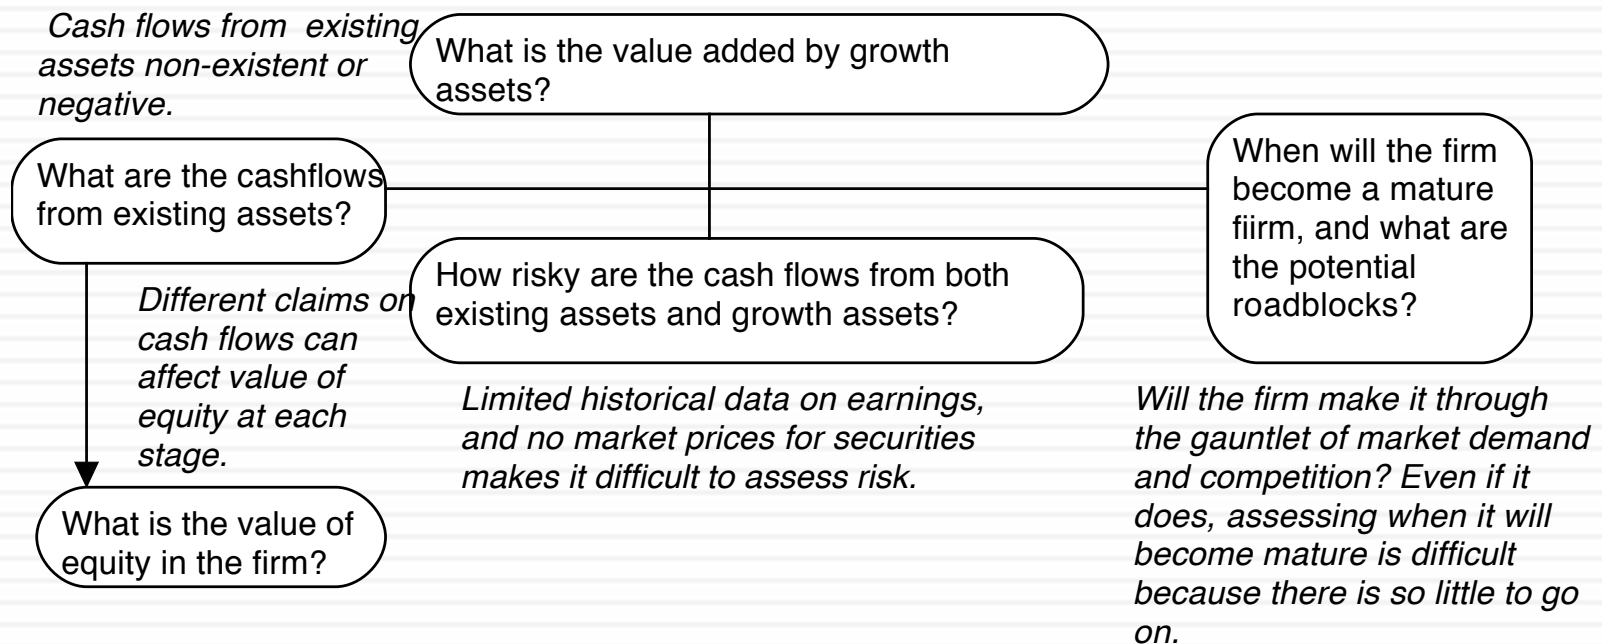 Cash flows from  existing
assets non-existent or
negative.
What is the value added by growth
assets?
What are the cashflows
from existing assets?
When will the firm
become a mature
fiirm, and what are
the potential
roadblocks?
How risky are the cash flows from both
existing assets and growth assets?
Different claims on
cash flows can
affect value of
equity at each
stage.
Limited historical data on earnings,
and no market prices for securities
makes it difficult to assess risk.
Will the firm make it through
the gauntlet of market demand
and competition? Even if it
does, assessing when it will
become mature is difficult
because there is so little to go
on.
What is the value of
equity in the firm?